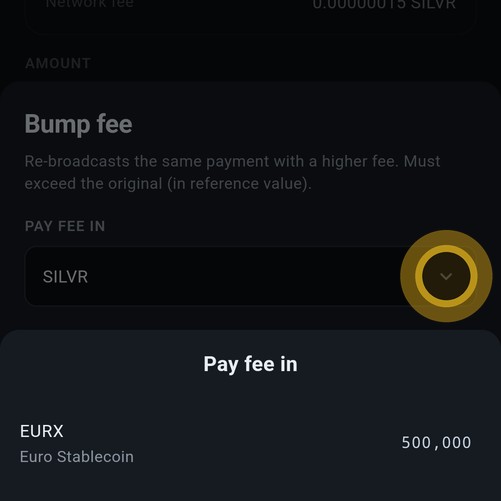 Network fee
0.00000015 SILVR
AMOUNT
Bump fee
Re-broadcasts the same payment with a higher fee. Must
exceed the original (in reference value).
PAY FEE IN
SILVR
Pay fee in
EURX
500,000
Euro Stablecoin